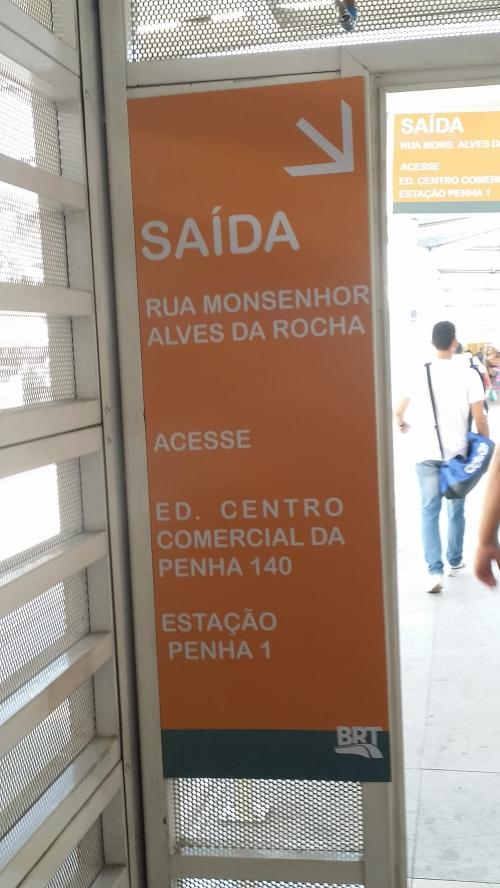 SAÍDA
RUA MONSENHOR
ALVES DA ROCHA
ACESSE
ED. CENTRO
COMERCIAL DA
PENHA 140
ESTAÇÃO
PENHA 1
BRT
SAÍDA
RUA MONS. ALVES D
ACESSE
ED. CENTRO COMER
ESTAÇÃO PENHA 1